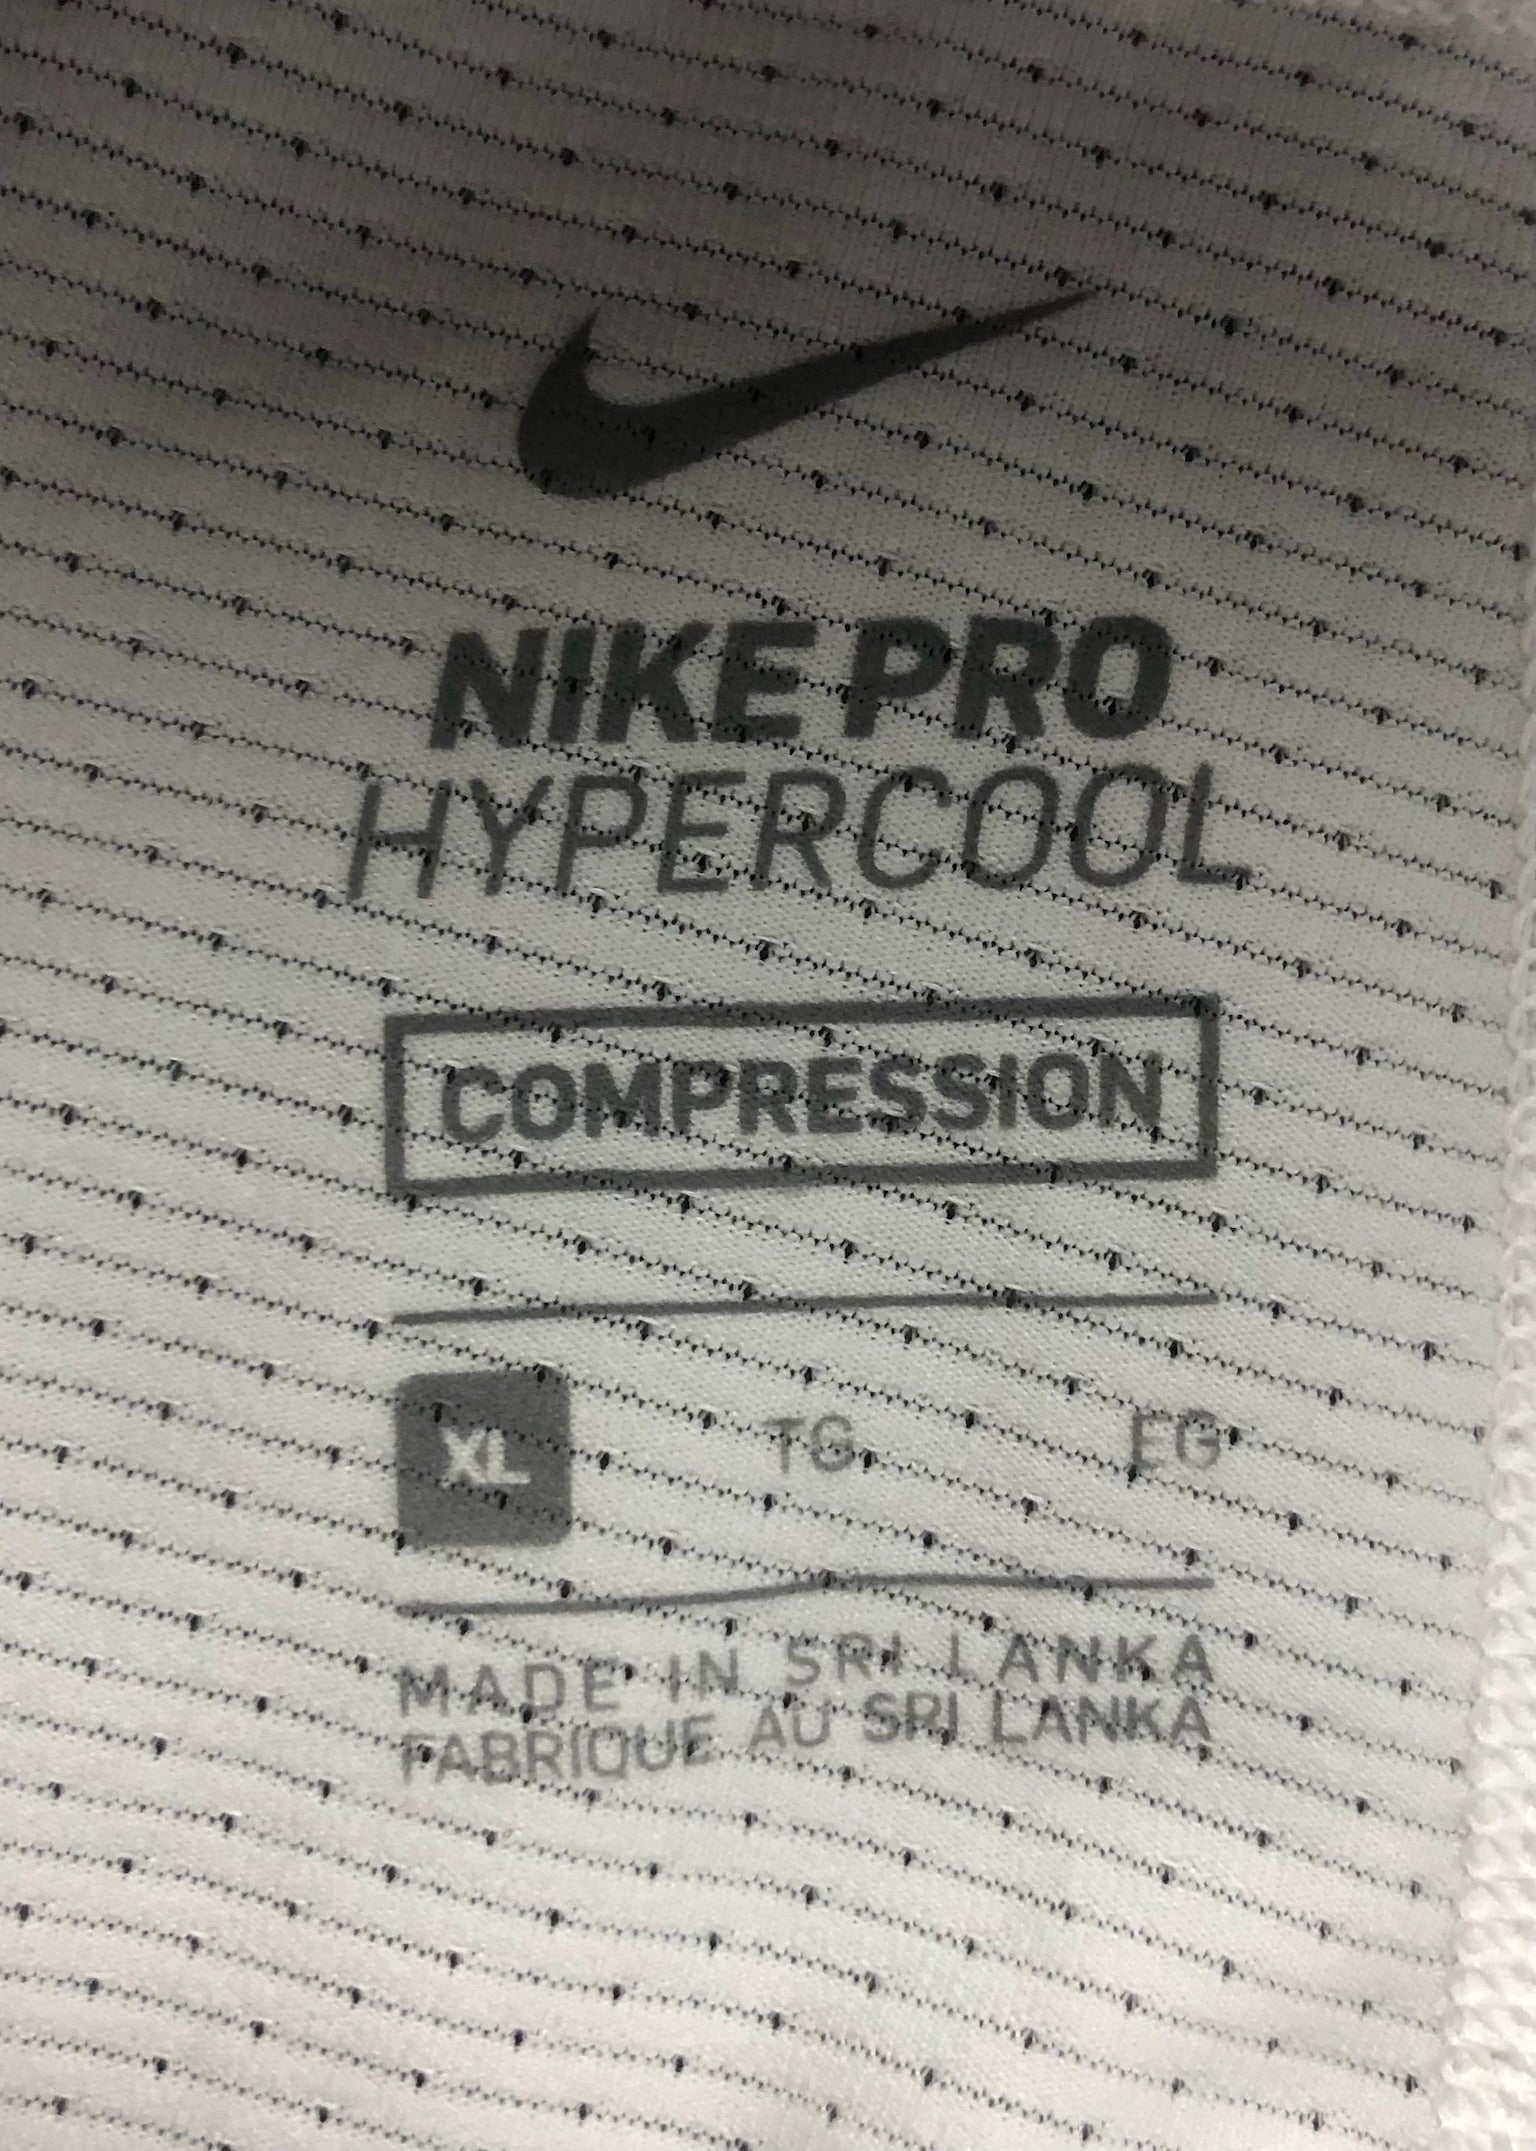 NIKE PRO
HYPERCOOL
COMPRESSION
XL TG EG
MADE IN SRI LANKA
FABRIQUE AU SRI LANKA